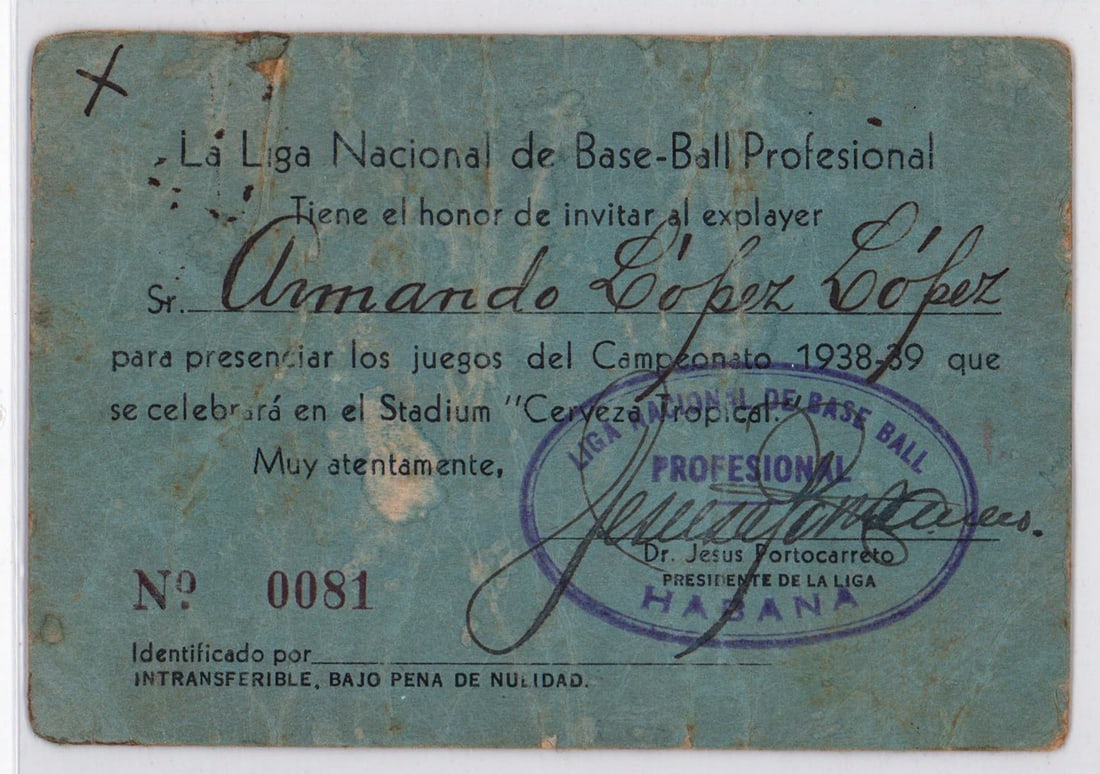 X
La Liga Nacional de Base-Ball Profesional
Tiene el honor de invitar al explayer
Sr. Armando López López
para presenciar los juegos del Campeonato 1938-39 que
se celebrará en el Stadium "Cerveza Tropical."
Muy atentamente,
LIGA NACIONAL DE BASE BALL
PROFESIONAL
HABANA
Jesus Portocarrero.
Dr. Jesus Portocarreto
PRESIDENTE DE LA LIGA
Nº 0081
Identificado por
INTRANSFERIBLE, BAJO PENA DE NULIDAD.